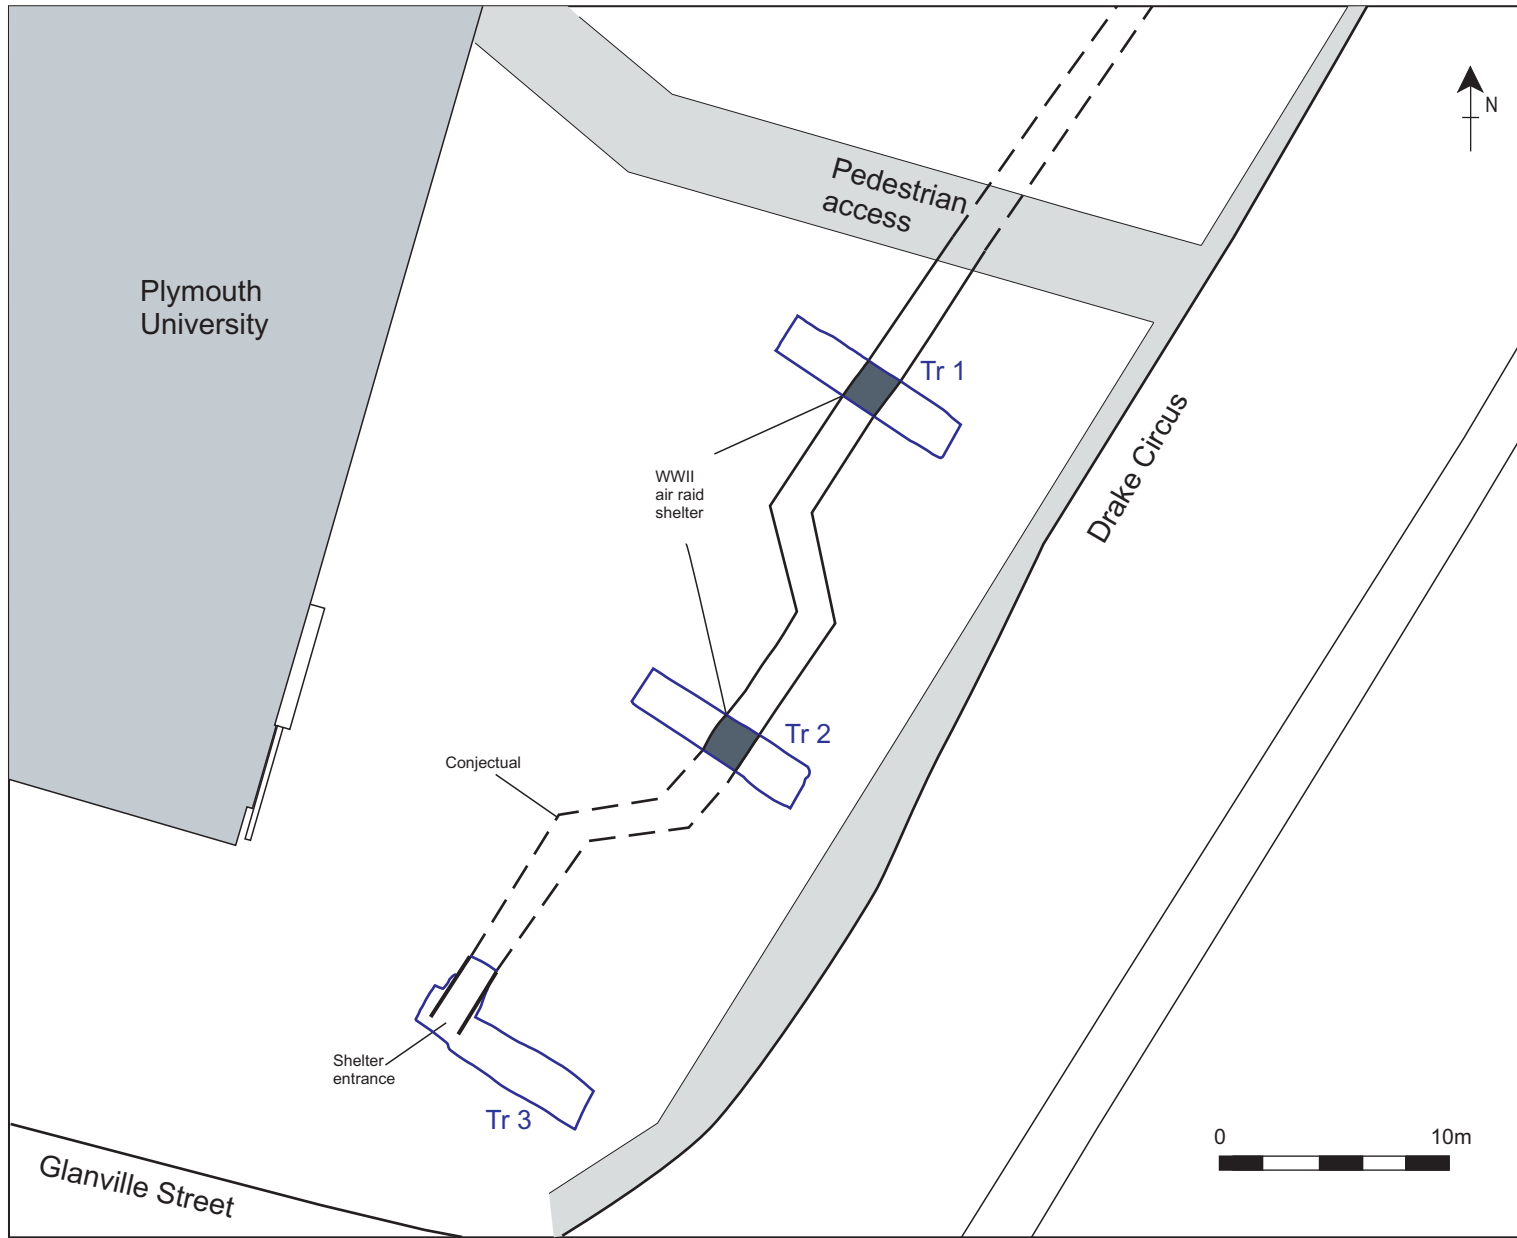 N
Pedestrian
access
Plymouth
University
Tr 1
Drake Circus
WWII
air raid
shelter
Tr 2
Conjectual
Shelter
entrance
Tr 3
0 10m
Glanville Street